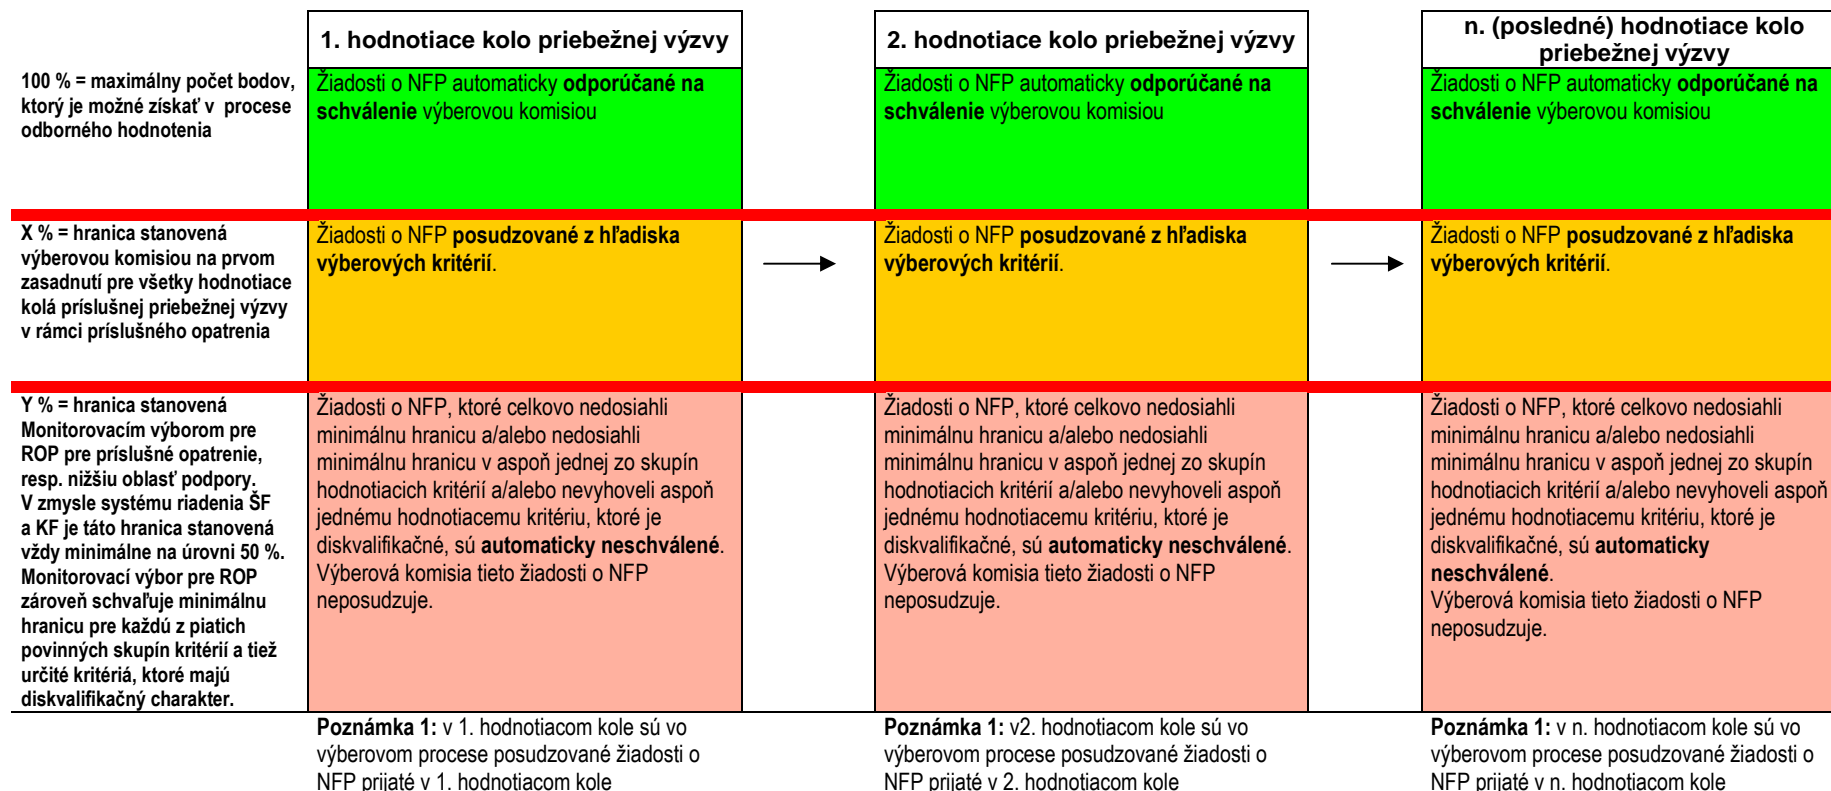 1. hodnotiace kolo priebežnej výzvy
2. hodnotiace kolo priebežnej výzvy
n. (posledné) hodnotiace kolo
priebežnej výzvy
100 % = maximálny počet bodov,
ktorý je možné získať v procese
odborného hodnotenia
Žiadosti o NFP automaticky odporúčané na
schválenie výberovou komisiou
Žiadosti o NFP automaticky odporúčané na
schválenie výberovou komisiou
Žiadosti o NFP automaticky odporúčané na
schválenie výberovou komisiou
X % = hranica stanovená
výberovou komisiou na prvom
zasadnutí pre všetky hodnotiace
kolá príslušnej priebežnej výzvy
v rámci príslušného opatrenia
Žiadosti o NFP posudzované z hľadiska
výberových kritérií.
Žiadosti o NFP posudzované z hľadiska
výberových kritérií.
Žiadosti o NFP posudzované z hľadiska
výberových kritérií.
Y % = hranica stanovená
Monitorovacím výborom pre
ROP pre príslušné opatrenie,
resp. nižšiu oblasť podpory.
V zmysle systému riadenia ŠF
a KF je táto hranica stanovená
vždy minimálne na úrovni 50 %.
Monitorovací výbor pre ROP
zároveň schvaľuje minimálnu
hranicu pre každú z piatich
povinných skupín kritérií a tiež
určité kritériá, ktoré majú
diskvalifikačný charakter.
Žiadosti o NFP, ktoré celkovo nedosiahli
minimálnu hranicu a/alebo nedosiahli
minimálnu hranicu v aspoň jednej zo skupín
hodnotiacich kritérií a/alebo nevyhoveli aspoň
jednému hodnotiacemu kritériu, ktoré je
diskvalifikačné, sú automaticky neschválené.
Výberová komisia tieto žiadosti o NFP
neposudzuje.
Žiadosti o NFP, ktoré celkovo nedosiahli
minimálnu hranicu a/alebo nedosiahli
minimálnu hranicu v aspoň jednej zo skupín
hodnotiacich kritérií a/alebo nevyhoveli aspoň
jednému hodnotiacemu kritériu, ktoré je
diskvalifikačné, sú automaticky neschválené.
Výberová komisia tieto žiadosti o NFP
neposudzuje.
Žiadosti o NFP, ktoré celkovo nedosiahli
minimálnu hranicu a/alebo nedosiahli
minimálnu hranicu v aspoň jednej zo skupín
hodnotiacich kritérií a/alebo nevyhoveli aspoň
jednému hodnotiacemu kritériu, ktoré je
diskvalifikačné, sú automaticky
neschválené.
Výberová komisia tieto žiadosti o NFP
neposudzuje.
Poznámka 1: v 1. hodnotiacom kole sú vo
výberovom procese posudzované žiadosti o
NFP prijaté v 1. hodnotiacom kole
Poznámka 1: v2. hodnotiacom kole sú vo
výberovom procese posudzované žiadosti o
NFP prijaté v 2. hodnotiacom kole
Poznámka 1: v n. hodnotiacom kole sú vo
výberovom procese posudzované žiadosti o
NFP prijaté v n. hodnotiacom kole